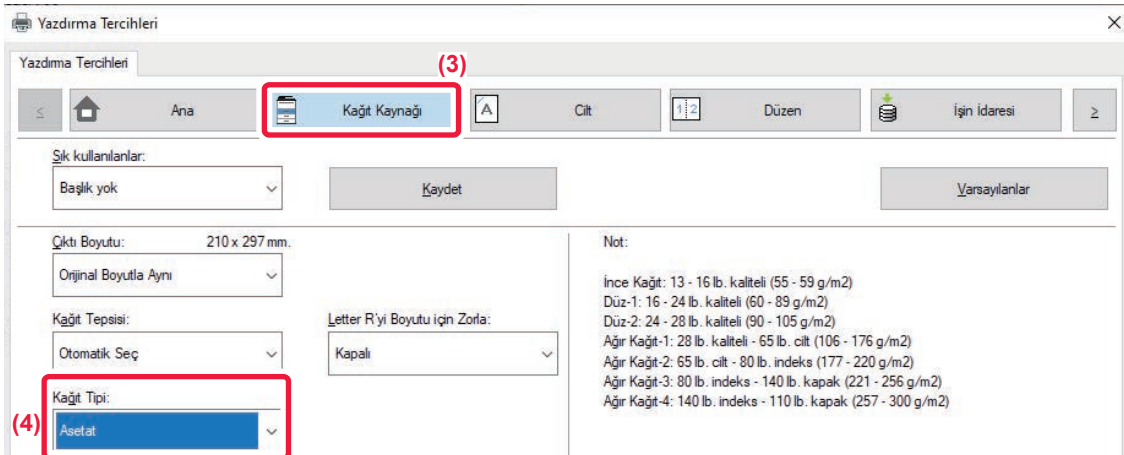 Yazdırma Tercihleri
Yazdırma Tercihleri
(3)
< Ana Kağıt Kaynağı Cilt Düzen İşin İdaresi >
Sık kullanılanlar:
Başlık yok Kaydet Varsayılanlar
Çıktı Boyutu: 210 x 297 mm.
Orijinal Boyutla Aynı
Kağıt Tepsisi: Letter R'yi Boyutu için Zorla:
Otomatik Seç Kapalı
Kağıt Tipi:
(4) Asetat
Not:
İnce Kağıt: 13 - 16 lb. kaliteli (55 - 59 g/m2)
Düz-1: 16 - 24 lb. kaliteli (60 - 89 g/m2)
Düz-2: 24 - 28 lb. kaliteli (90 - 105 g/m2)
Ağır Kağıt-1: 28 lb. kaliteli - 65 lb. cilt (106 - 176 g/m2)
Ağır Kağıt-2: 65 lb. cilt - 80 lb. indeks (177 - 220 g/m2)
Ağır Kağıt-3: 80 lb. indeks - 140 lb. kapak (221 - 256 g/m2)
Ağır Kağıt-4: 140 lb. indeks - 110 lb. kapak (257 - 300 g/m2)